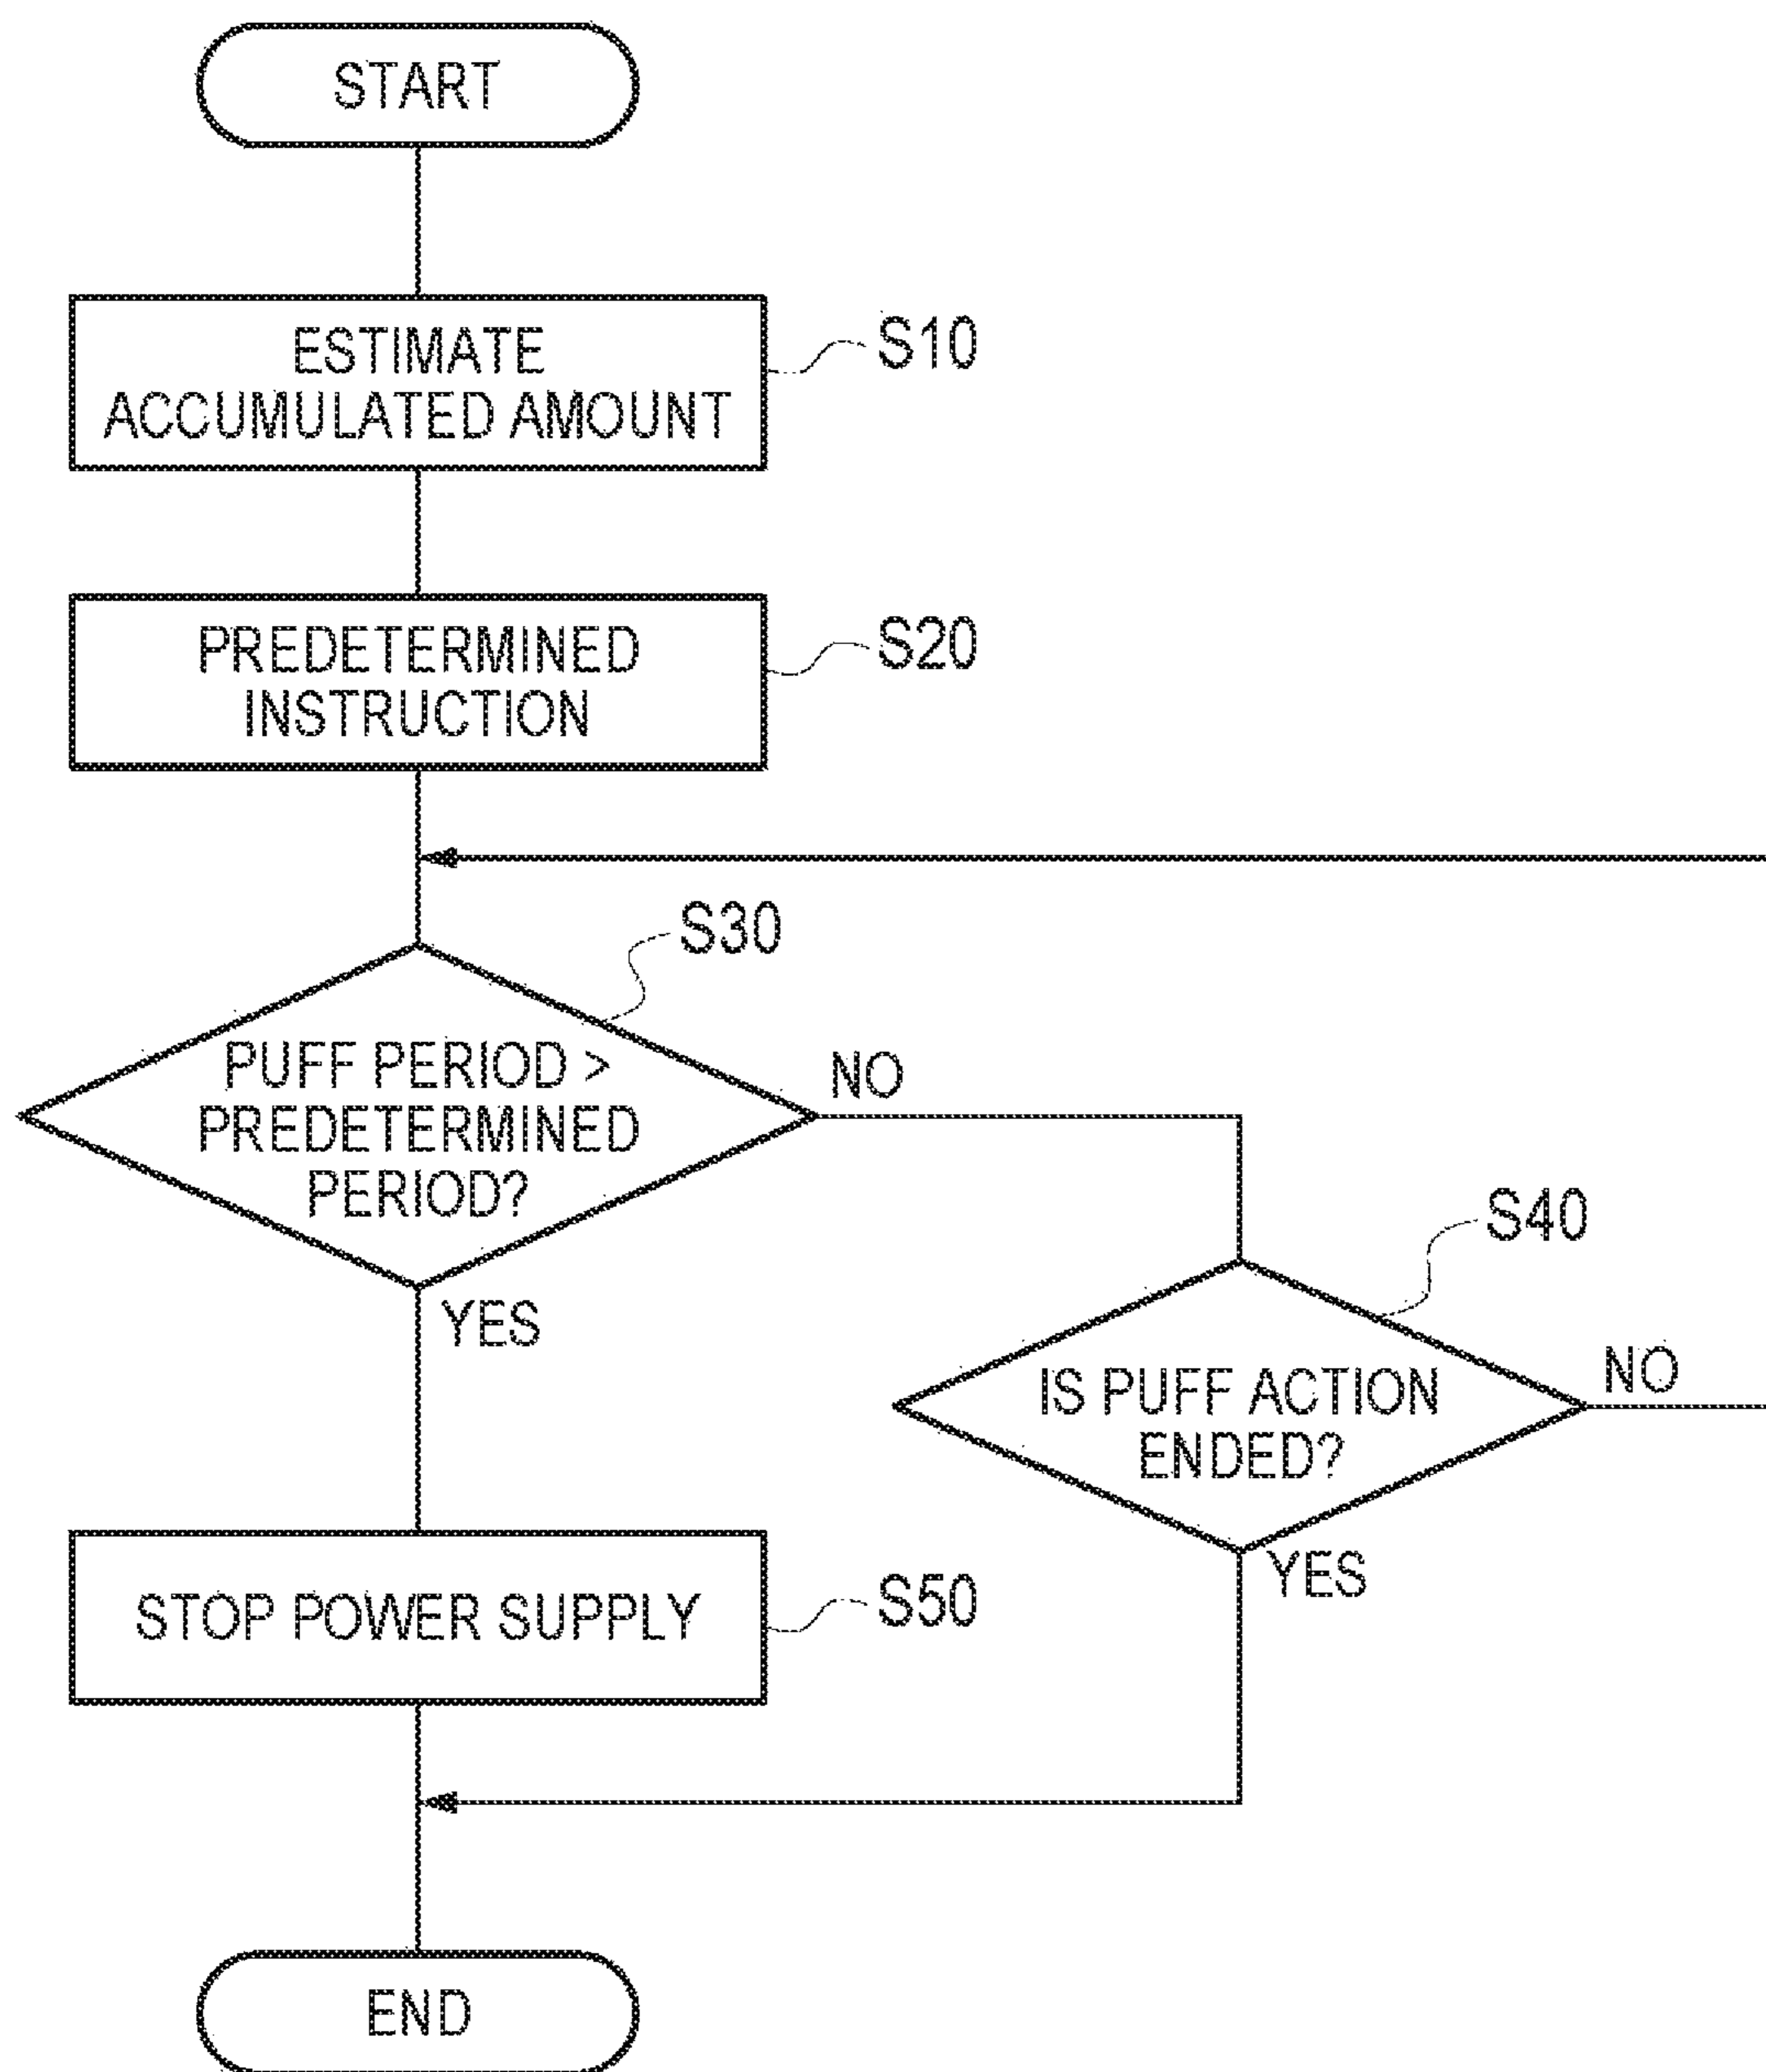 START
ESTIMATE
ACCUMULATED AMOUNT
S10
PREDETERMINED
INSTRUCTION
S20
S30
PUFF PERIOD >
PREDETERMINED
PERIOD?
NO
YES
S40
IS PUFF ACTION
ENDED?
NO
YES
STOP POWER SUPPLY
S50
END